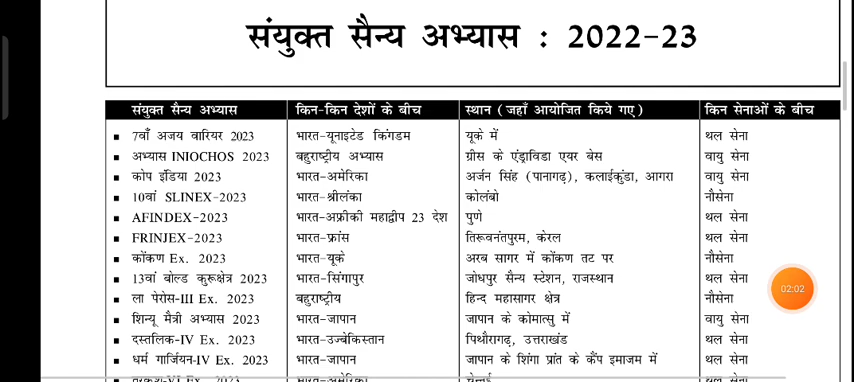 संयुक्त सैन्य अभ्यास : 2022-23
संयुक्त सैन्य अभ्यास किन-किन देशों के बीच स्थान (जहाँ आयोजित किये गए) किन सेनाओं के बीच
▪ 7वाँ अजय वारियर 2023 भारत-यूनाइटेड किंगडम यूके में थल सेना
▪ अभ्यास INIOCHOS 2023 बहुराष्ट्रीय अभ्यास ग्रीस के एंड्राविडा एयर बेस वायु सेना
▪ कोप इंडिया 2023 भारत-अमेरिका अर्जन सिंह (पानागढ़), कलाईकुंडा, आगरा वायु सेना
▪ 10वां SLINEX-2023 भारत-श्रीलंका कोलंबो नौसेना
▪ AFINDEX-2023 भारत-अफ्रीकी महाद्वीप 23 देश पुणे थल सेना
▪ FRINJEX-2023 भारत-फ्रांस तिरूवनंतपुरम, केरल थल सेना
▪ कोंकण Ex. 2023 भारत-यूके अरब सागर में कोंकण तट पर नौसेना
▪ 13वां बोल्ड कुरूक्षेत्र 2023 भारत-सिंगापुर जोधपुर सैन्य स्टेशन, राजस्थान थल सेना
▪ ला पेरोस-III Ex. 2023 बहुराष्ट्रीय हिन्द महासागर क्षेत्र नौसेना
▪ शिन्यू मैत्री अभ्यास 2023 भारत-जापान जापान के कोमात्सु में वायु सेना
▪ दस्तलिक-IV Ex. 2023 भारत-उज्बेकिस्तान पिथौरागढ़, उत्तराखंड थल सेना
▪ धर्म गार्जियन-IV Ex. 2023 भारत-जापान जापान के शिंगा प्रांत के कैंप इमाजम में थल सेना
02:02